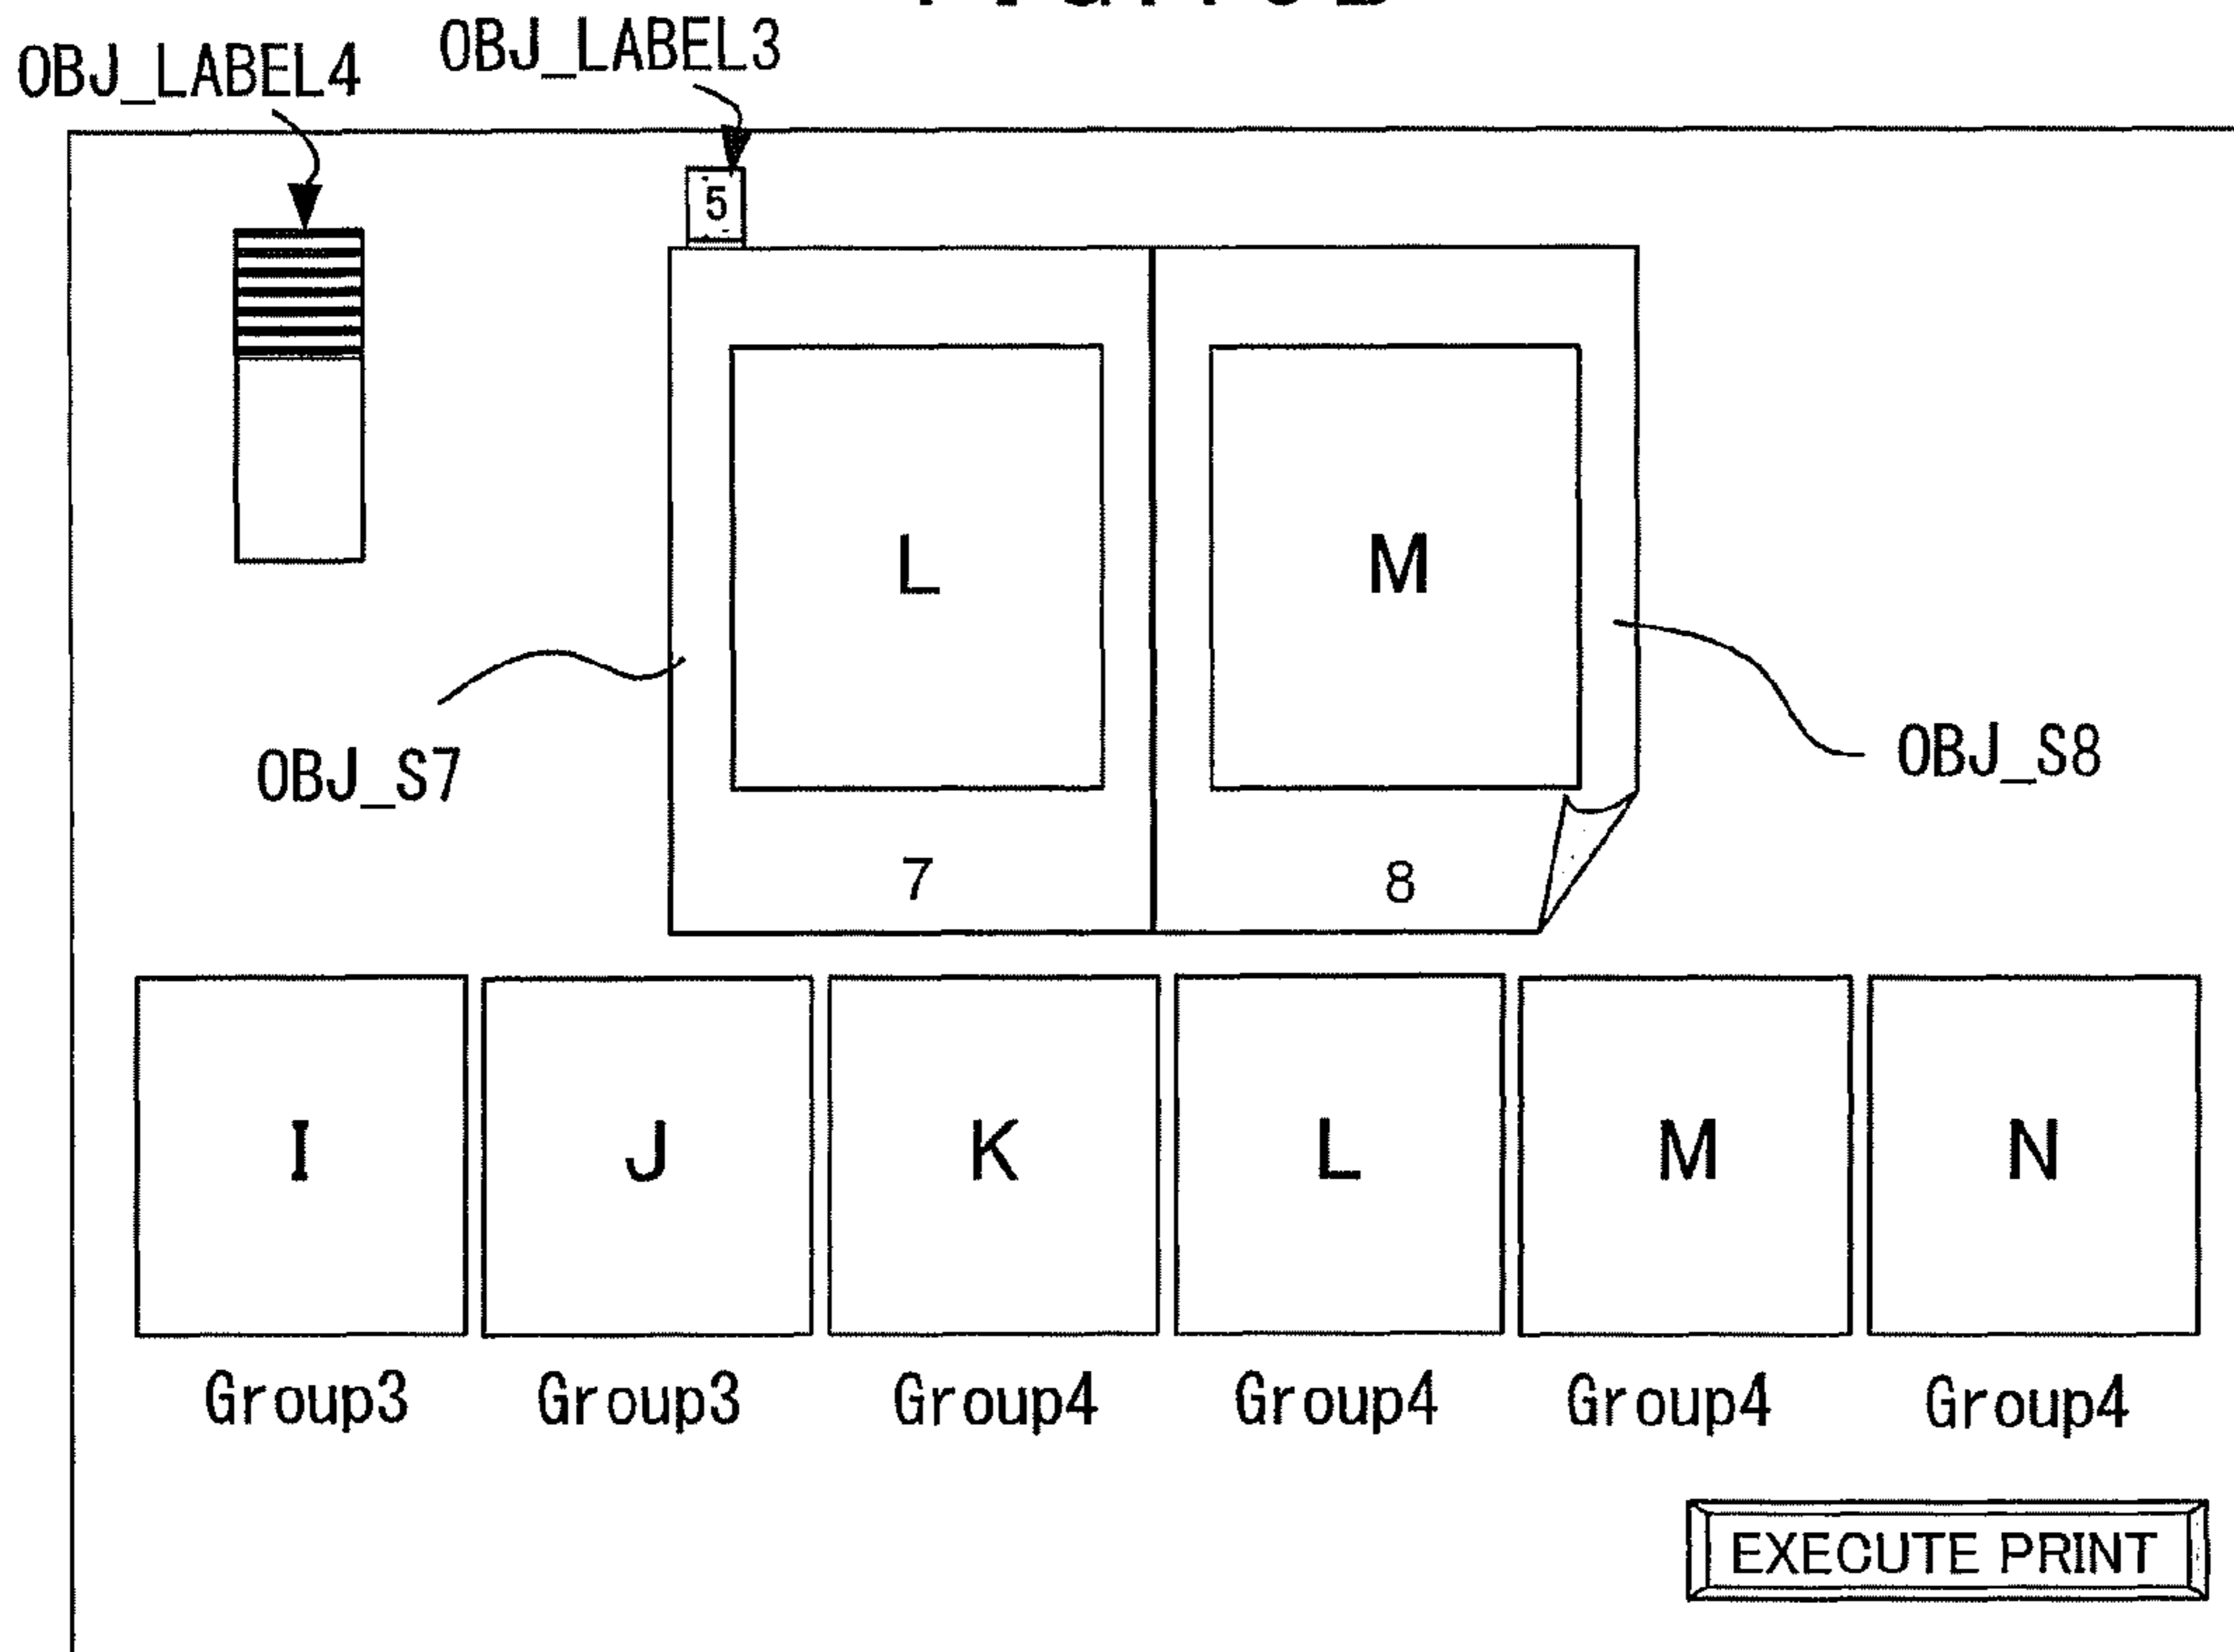 OBJ_LABEL4
OBJ_LABEL3
5
L
M
OBJ_S7
OBJ_S8
7
8
I
J
K
L
M
N
Group3
Group3
Group4
Group4
Group4
Group4
EXECUTE PRINT